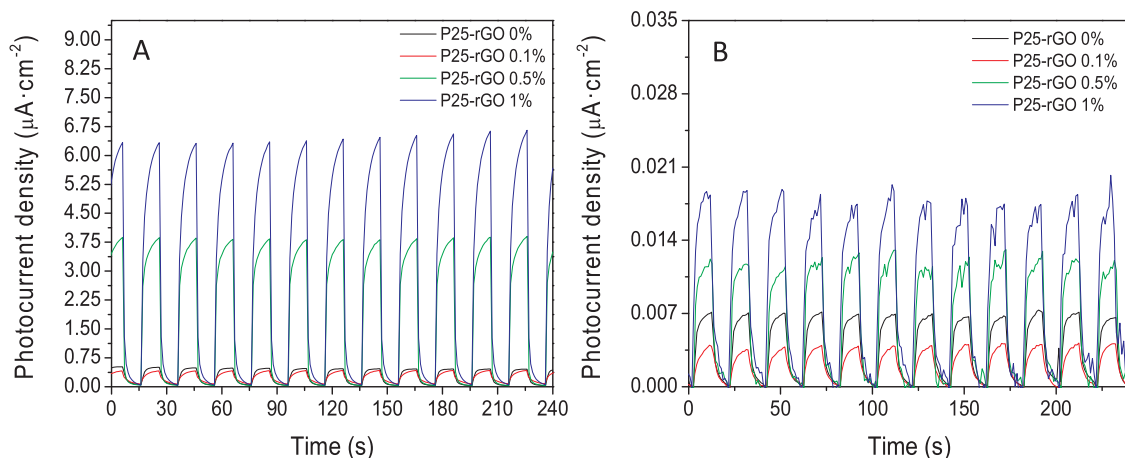 A
P25-rGO 0%
P25-rGO 0.1%
P25-rGO 0.5%
P25-rGO 1%
Photocurrent density (μA·cm⁻²)
9.00
8.25
7.50
6.75
6.00
5.25
4.50
3.75
3.00
2.25
1.50
0.75
0.00
0 30 60 90 120 150 180 210 240
Time (s)
B
P25-rGO 0%
P25-rGO 0.1%
P25-rGO 0.5%
P25-rGO 1%
Photocurrent density (μA·cm⁻²)
0.035
0.028
0.021
0.014
0.007
0.000
0 50 100 150 200
Time (s)